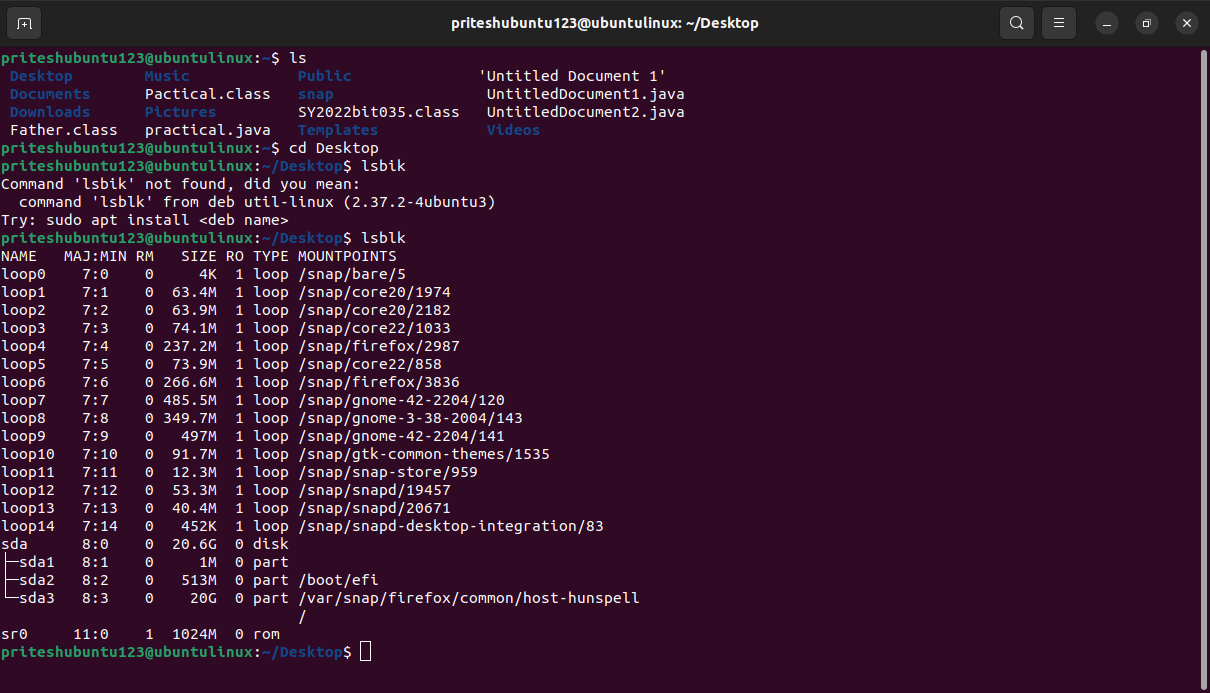 priteshubuntu123@ubuntulinux: ~/Desktop
priteshubuntu123@ubuntulinux:~$ ls
 Desktop        Music            Public              'Untitled Document 1'
 Documents      Pactical.class   snap                 UntitledDocument1.java
 Downloads      Pictures         SY2022bit035.class   UntitledDocument2.java
 Father.class   practical.java   Templates            Videos
priteshubuntu123@ubuntulinux:~$ cd Desktop
priteshubuntu123@ubuntulinux:~/Desktop$ lsbik
Command 'lsbik' not found, did you mean:
  command 'lsblk' from deb util-linux (2.37.2-4ubuntu3)
Try: sudo apt install <deb name>
priteshubuntu123@ubuntulinux:~/Desktop$ lsblk
NAME   MAJ:MIN RM   SIZE RO TYPE MOUNTPOINTS
loop0    7:0    0     4K  1 loop /snap/bare/5
loop1    7:1    0  63.4M  1 loop /snap/core20/1974
loop2    7:2    0  63.9M  1 loop /snap/core20/2182
loop3    7:3    0  74.1M  1 loop /snap/core22/1033
loop4    7:4    0 237.2M  1 loop /snap/firefox/2987
loop5    7:5    0  73.9M  1 loop /snap/core22/858
loop6    7:6    0 266.6M  1 loop /snap/firefox/3836
loop7    7:7    0 485.5M  1 loop /snap/gnome-42-2204/120
loop8    7:8    0 349.7M  1 loop /snap/gnome-3-38-2004/143
loop9    7:9    0   497M  1 loop /snap/gnome-42-2204/141
loop10   7:10   0  91.7M  1 loop /snap/gtk-common-themes/1535
loop11   7:11   0  12.3M  1 loop /snap/snap-store/959
loop12   7:12   0  53.3M  1 loop /snap/snapd/19457
loop13   7:13   0  40.4M  1 loop /snap/snapd/20671
loop14   7:14   0   452K  1 loop /snap/snapd-desktop-integration/83
sda      8:0    0  20.6G  0 disk
├─sda1   8:1    0     1M  0 part
├─sda2   8:2    0   513M  0 part /boot/efi
└─sda3   8:3    0    20G  0 part /var/snap/firefox/common/host-hunspell
                                 /
sr0     11:0    1  1024M  0 rom
priteshubuntu123@ubuntulinux:~/Desktop$